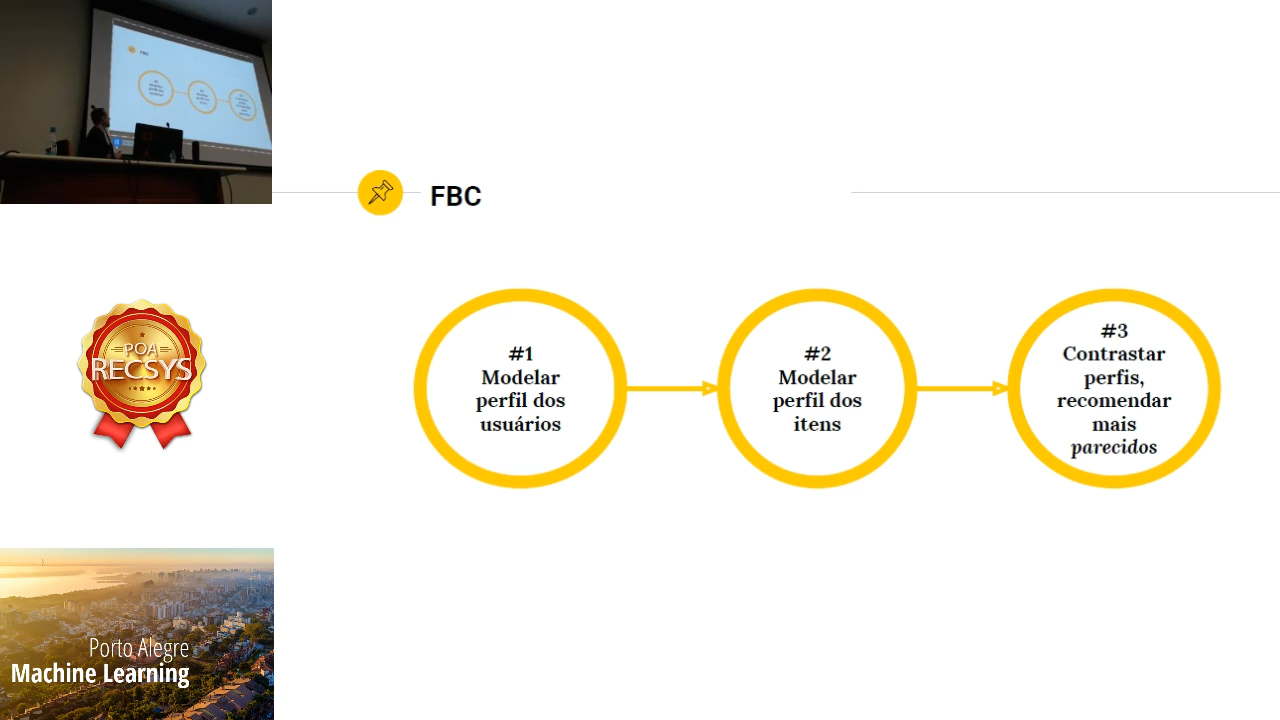 FBC
#1
Modelar
perfil dos
usuários
#2
Modelar
perfil dos
itens
#3
Contrastar
perfis,
recomendar
mais
parecidos
POA
RECSYS
Porto Alegre
Machine Learning